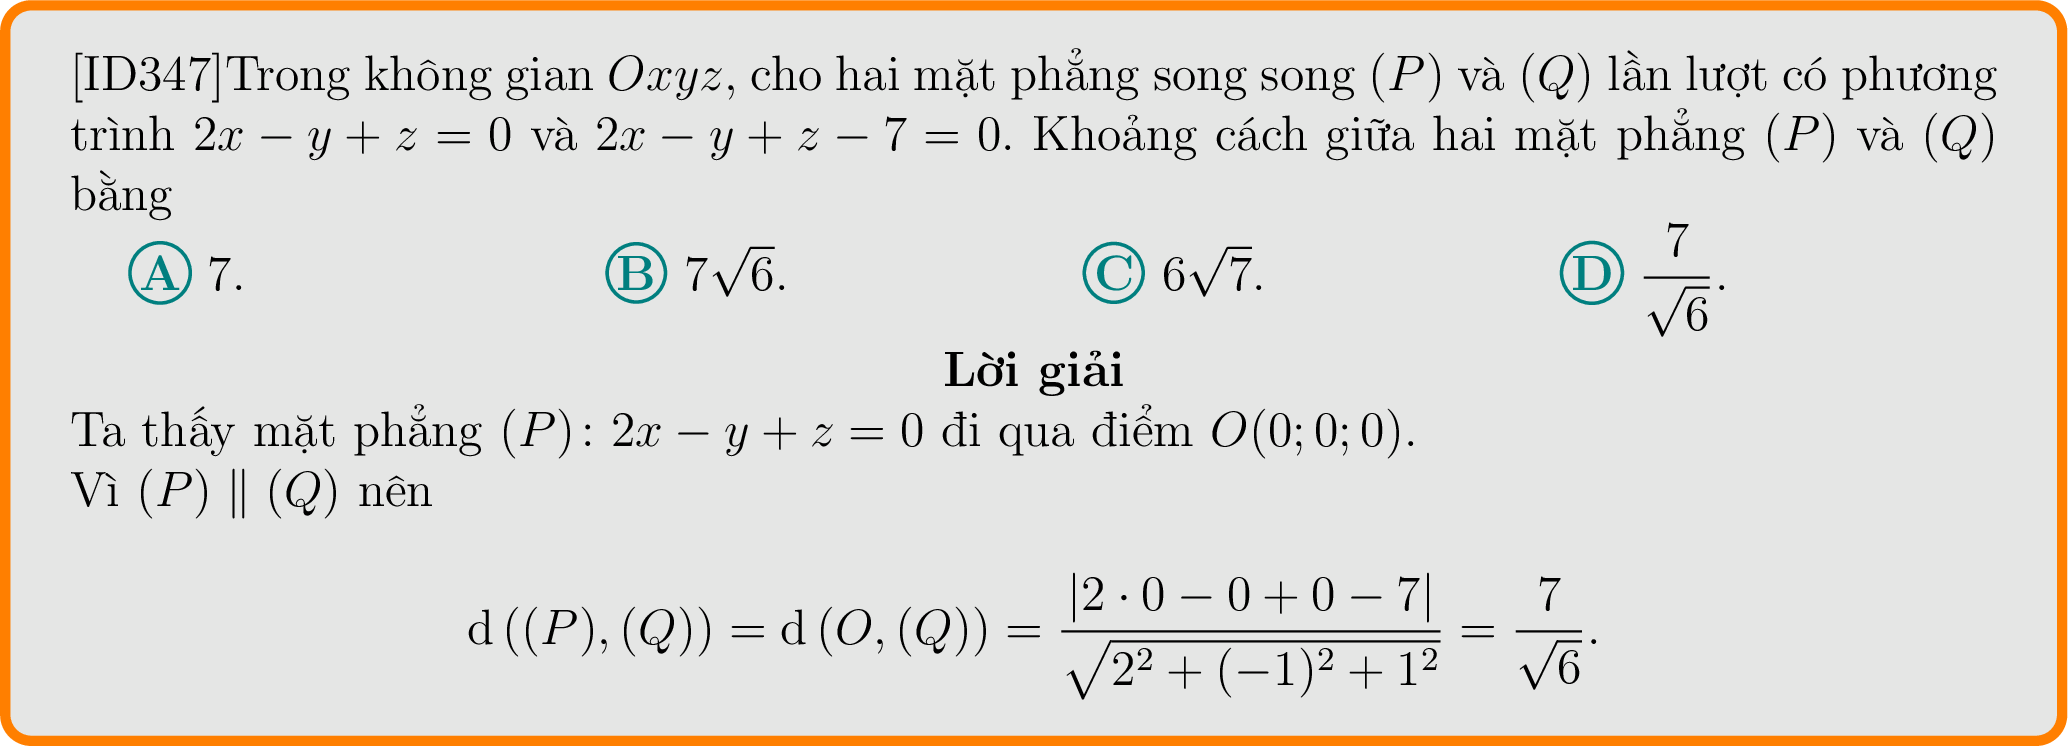 [ID347]Trong không gian $Oxyz$, cho hai mặt phẳng song song $(P)$ và $(Q)$ lần lượt có phương
trình $2x - y + z = 0$ và $2x - y + z - 7 = 0$. Khoảng cách giữa hai mặt phẳng $(P)$ và $(Q)$
bằng
A 7. B $7\sqrt{6}$. C $6\sqrt{7}$. D $\dfrac{7}{\sqrt{6}}$.
Lời giải
Ta thấy mặt phẳng $(P)\colon 2x - y + z = 0$ đi qua điểm $O(0; 0; 0)$.
Vì $(P) \parallel (Q)$ nên
$\mathrm{d}\left((P), (Q)\right) = \mathrm{d}\left(O, (Q)\right) = \dfrac{|2 \cdot 0 - 0 + 0 - 7|}{\sqrt{2^2 + (-1)^2 + 1^2}} = \dfrac{7}{\sqrt{6}}.$